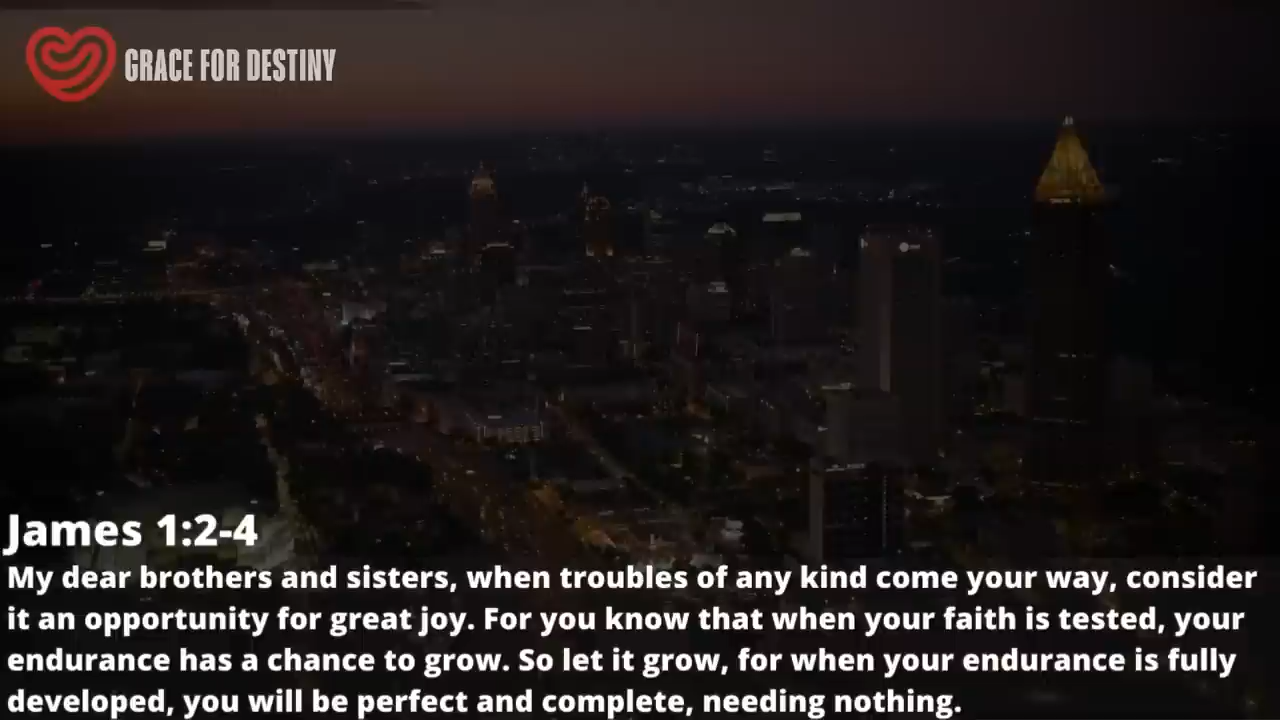 GRACE FOR DESTINY
James 1:2-4
My dear brothers and sisters, when troubles of any kind come your way, consider
it an opportunity for great joy. For you know that when your faith is tested, your
endurance has a chance to grow. So let it grow, for when your endurance is fully
developed, you will be perfect and complete, needing nothing.